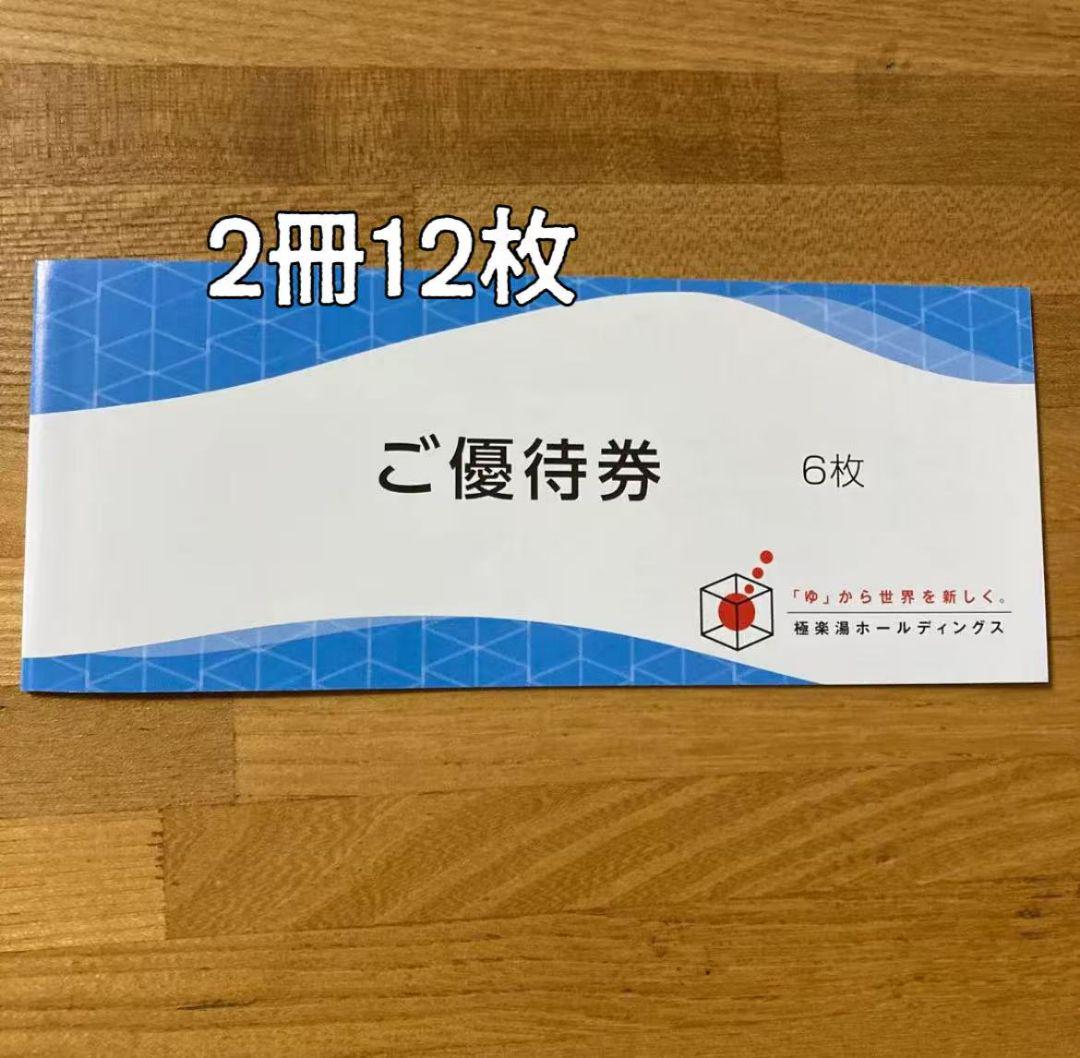 2冊12枚
ご優待券
6枚
「ゆ」から世界を新しく。
極楽湯ホールディングス